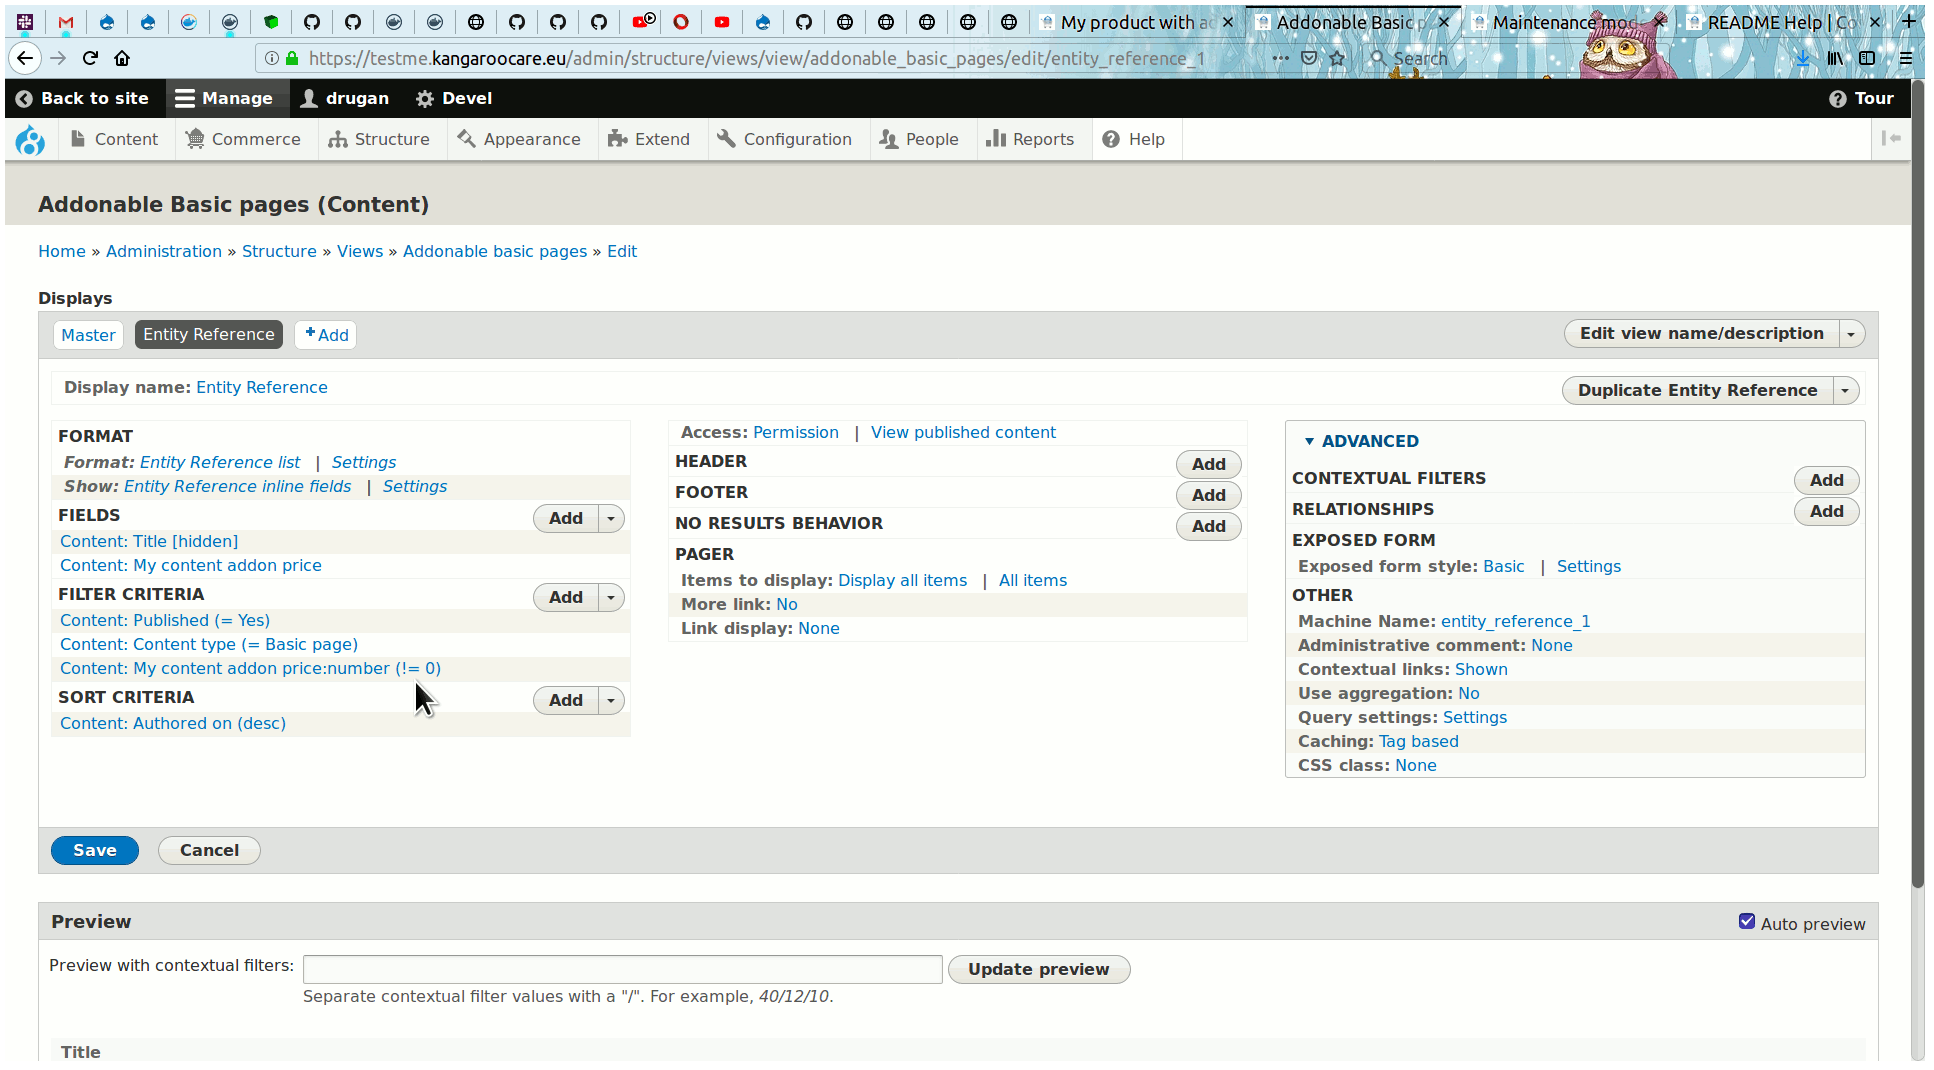 My product with ad
Addonable Basic p
Maintenance mod
README Help | Co
https://testme.kangaroocare.eu/admin/structure/views/view/addonable_basic_pages/edit/entity_reference_1
Search
Back to site
Manage
drugan
Devel
Tour
Content
Commerce
Structure
Appearance
Extend
Configuration
People
Reports
Help
Addonable Basic pages (Content)
Home » Administration » Structure » Views » Addonable basic pages » Edit
Displays
Master
Entity Reference
+Add
Edit view name/description
Display name: Entity Reference
Duplicate Entity Reference
FORMAT
Format: Entity Reference list | Settings
Show: Entity Reference inline fields | Settings
FIELDS
Add
Content: Title [hidden]
Content: My content addon price
FILTER CRITERIA
Add
Content: Published (= Yes)
Content: Content type (= Basic page)
Content: My content addon price:number (!= 0)
SORT CRITERIA
Add
Content: Authored on (desc)
Access: Permission | View published content
HEADER
Add
FOOTER
Add
NO RESULTS BEHAVIOR
Add
PAGER
Items to display: Display all items | All items
More link: No
Link display: None
ADVANCED
CONTEXTUAL FILTERS
Add
RELATIONSHIPS
Add
EXPOSED FORM
Exposed form style: Basic | Settings
OTHER
Machine Name: entity_reference_1
Administrative comment: None
Contextual links: Shown
Use aggregation: No
Query settings: Settings
Caching: Tag based
CSS class: None
Save
Cancel
Preview
Auto preview
Preview with contextual filters:
Update preview
Separate contextual filter values with a "/". For example, 40/12/10.
Title